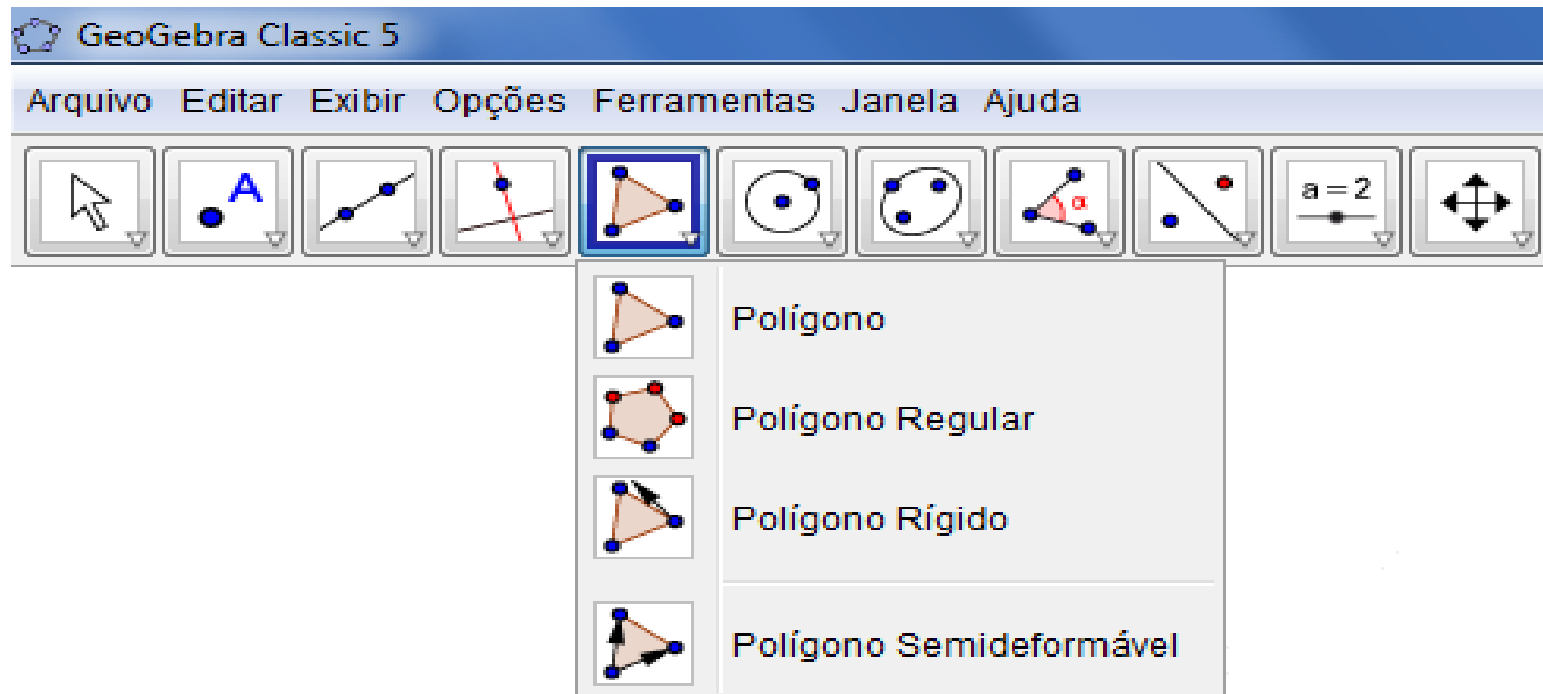 GeoGebra Classic 5
Arquivo Editar Exibir Opções Ferramentas Janela Ajuda
A
α
a = 2
Polígono
Polígono Regular
Polígono Rígido
Polígono Semideformável